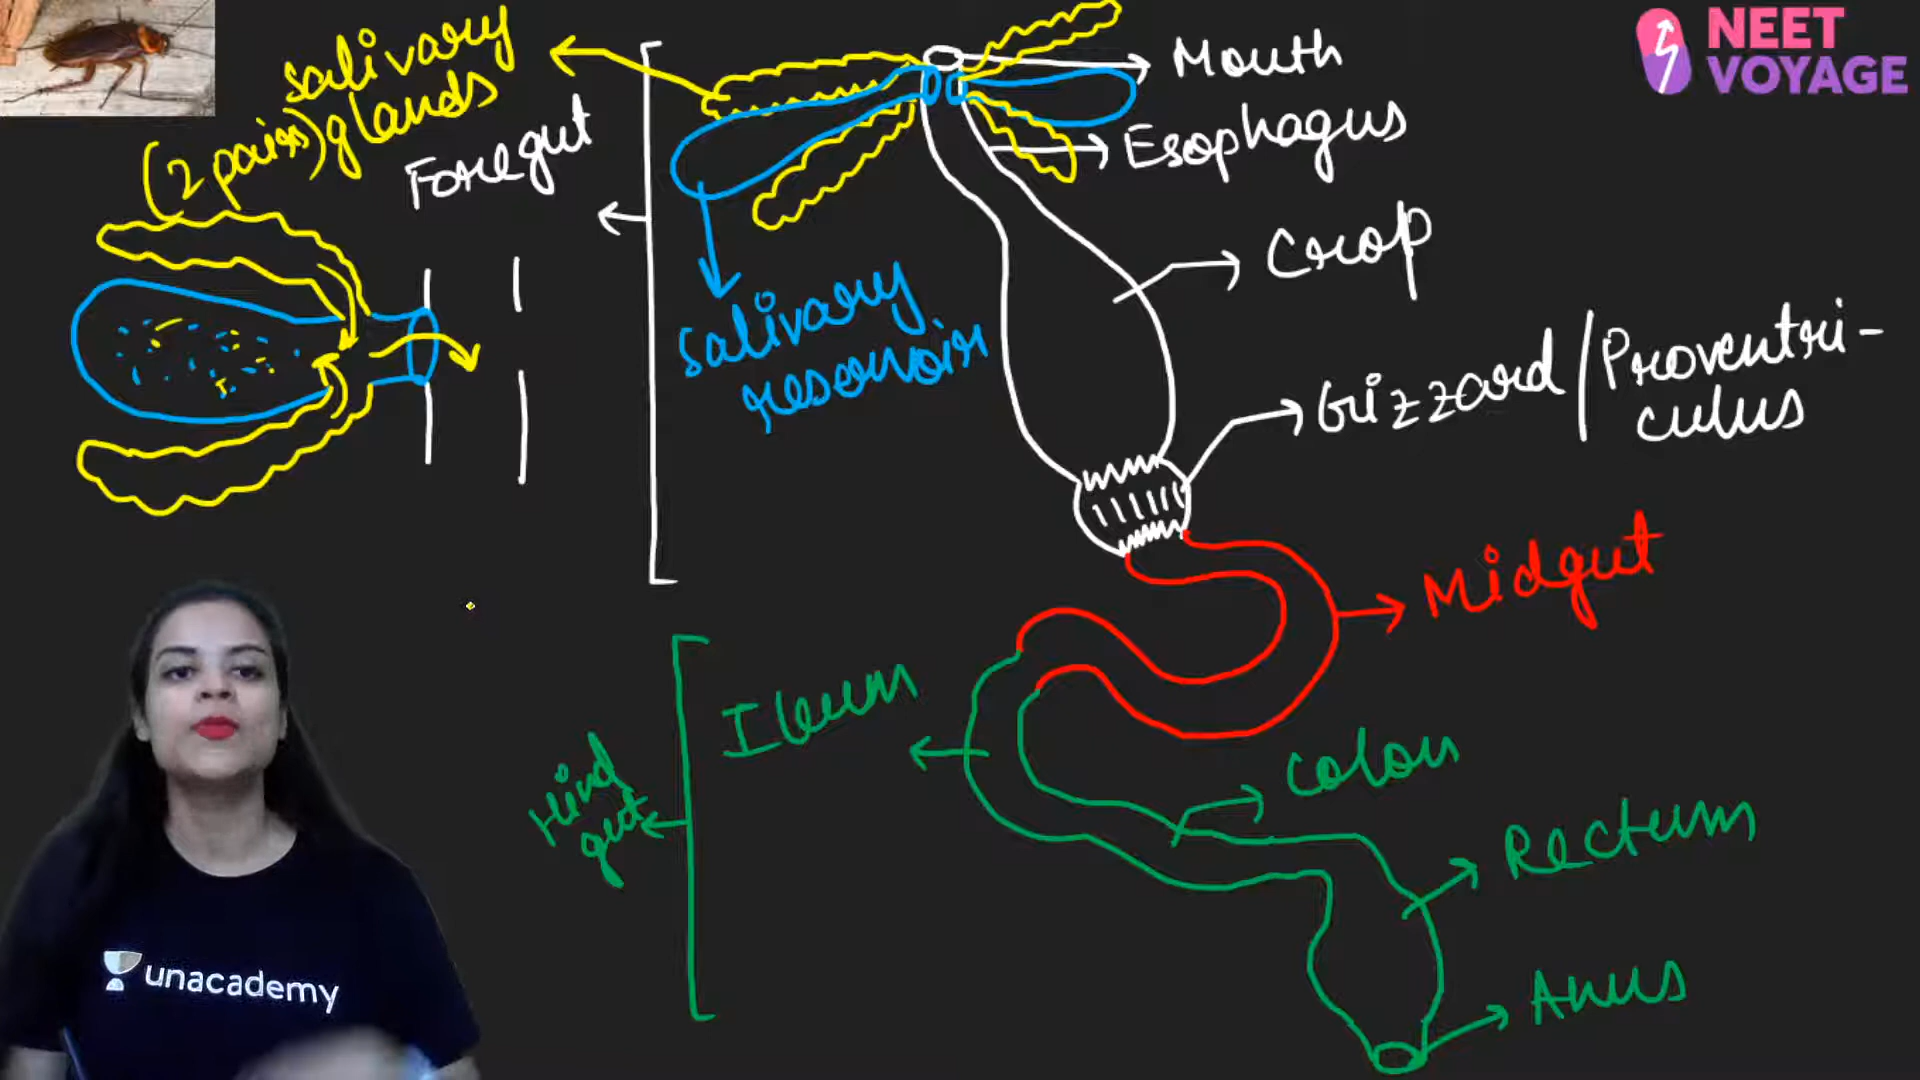 NEET
VOYAGE
Salivary
glands
(2 pairs)
Foregut
Mouth
Esophagus
Crop
Salivary
reservoir
Gizzard/Proventri-
culus
Midgut
Ileum
Hind
gut
Colon
Rectum
Anus
unacademy